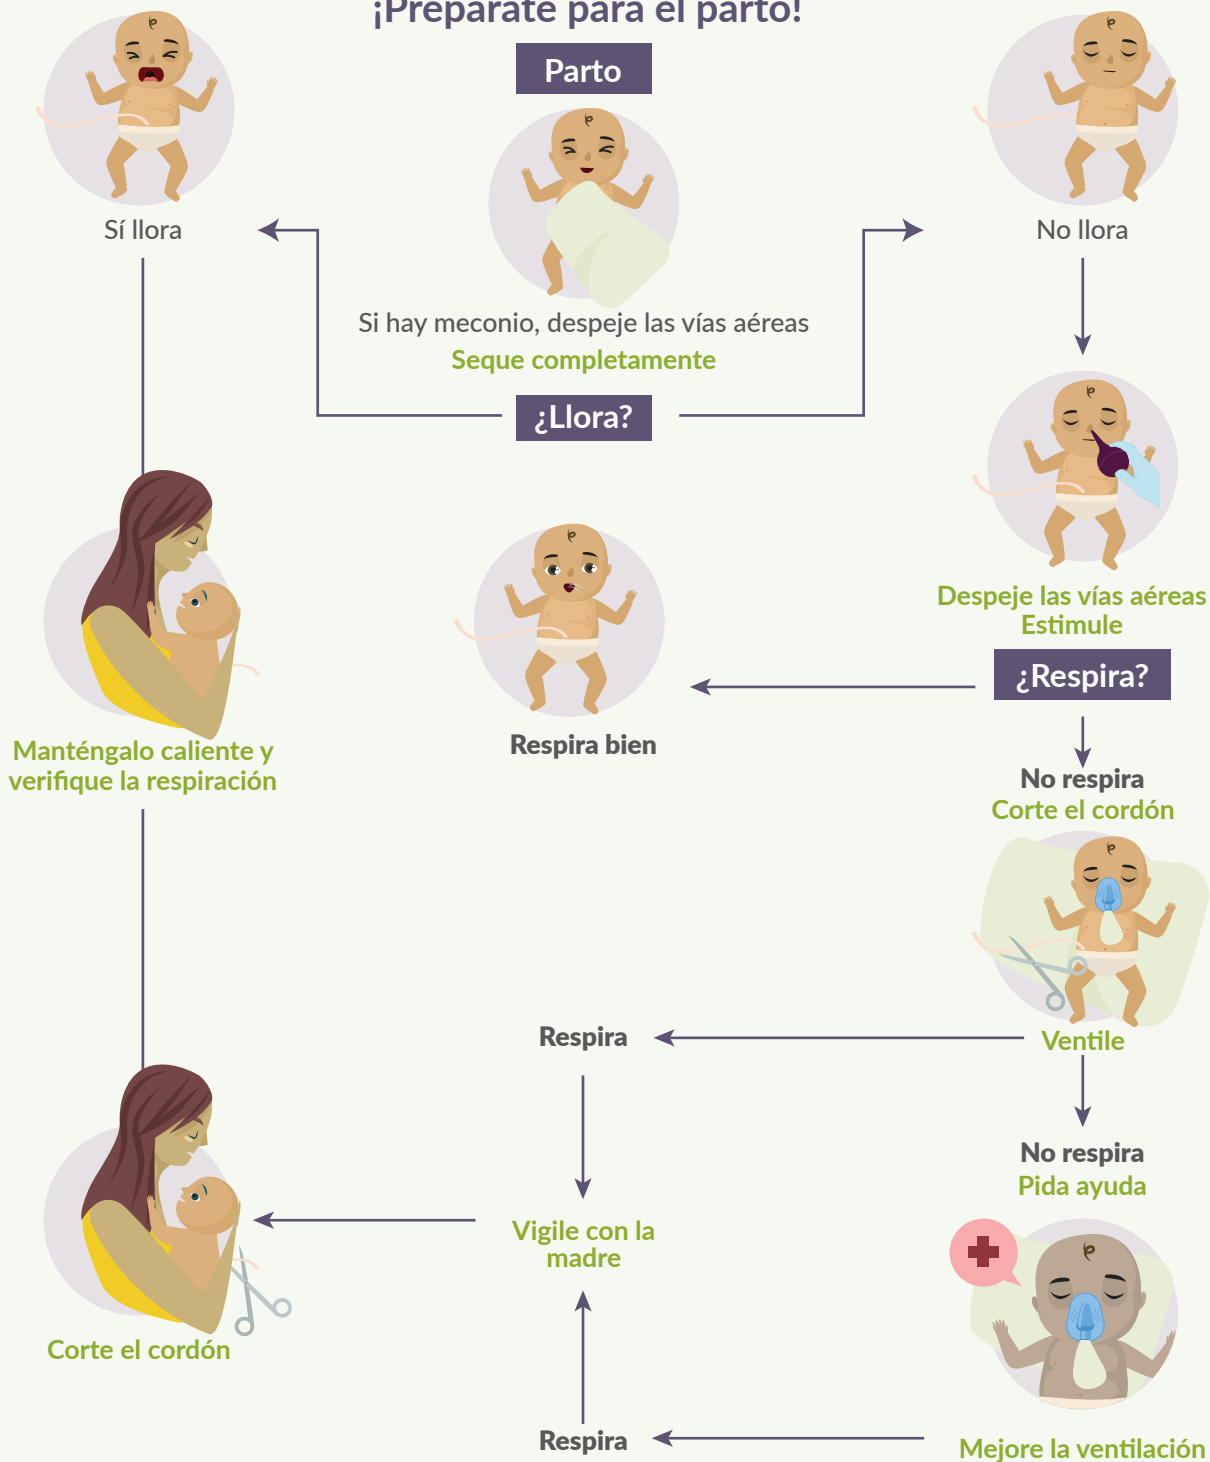 ¡Prepárate para el parto!
Parto
Sí llora
No llora
Si hay meconio, despeje las vías aéreas
Seque completamente
¿Llora?
Despeje las vías aéreas
Estimule
¿Respira?
Respira bien
Manténgalo caliente y
verifique la respiración
No respira
Corte el cordón
Respira
Ventile
No respira
Pida ayuda
Vigile con la
madre
Corte el cordón
Respira
Mejore la ventilación